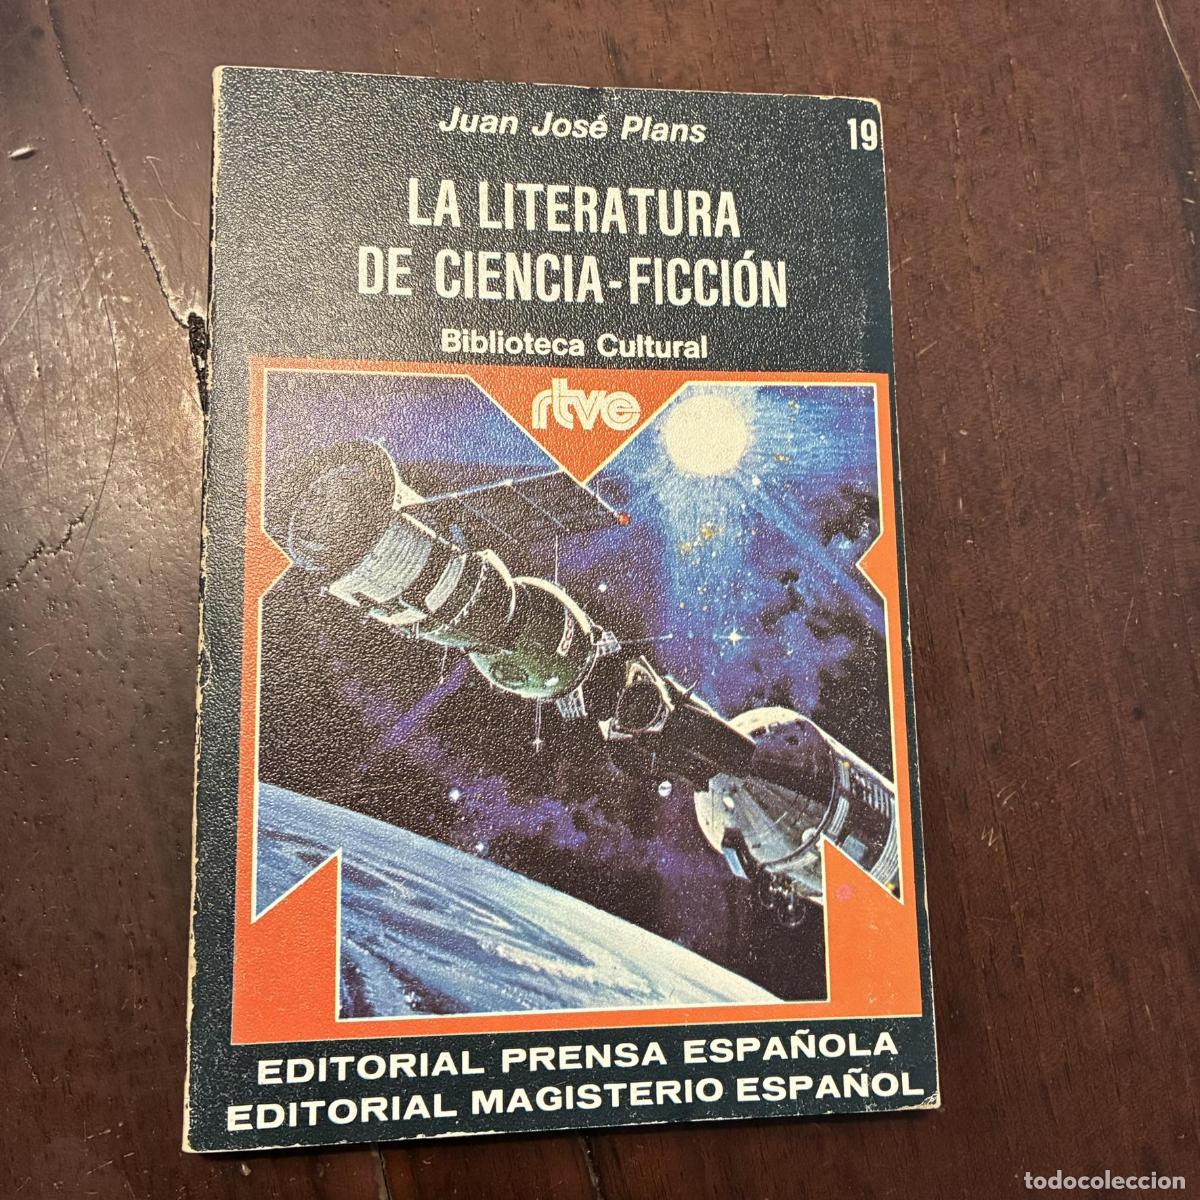 Juan José Plans
19
LA LITERATURA
DE CIENCIA-FICCIÓN
Biblioteca Cultural
rtve
EDITORIAL PRENSA ESPAÑOLA
EDITORIAL MAGISTERIO ESPAÑOL
todocoleccion